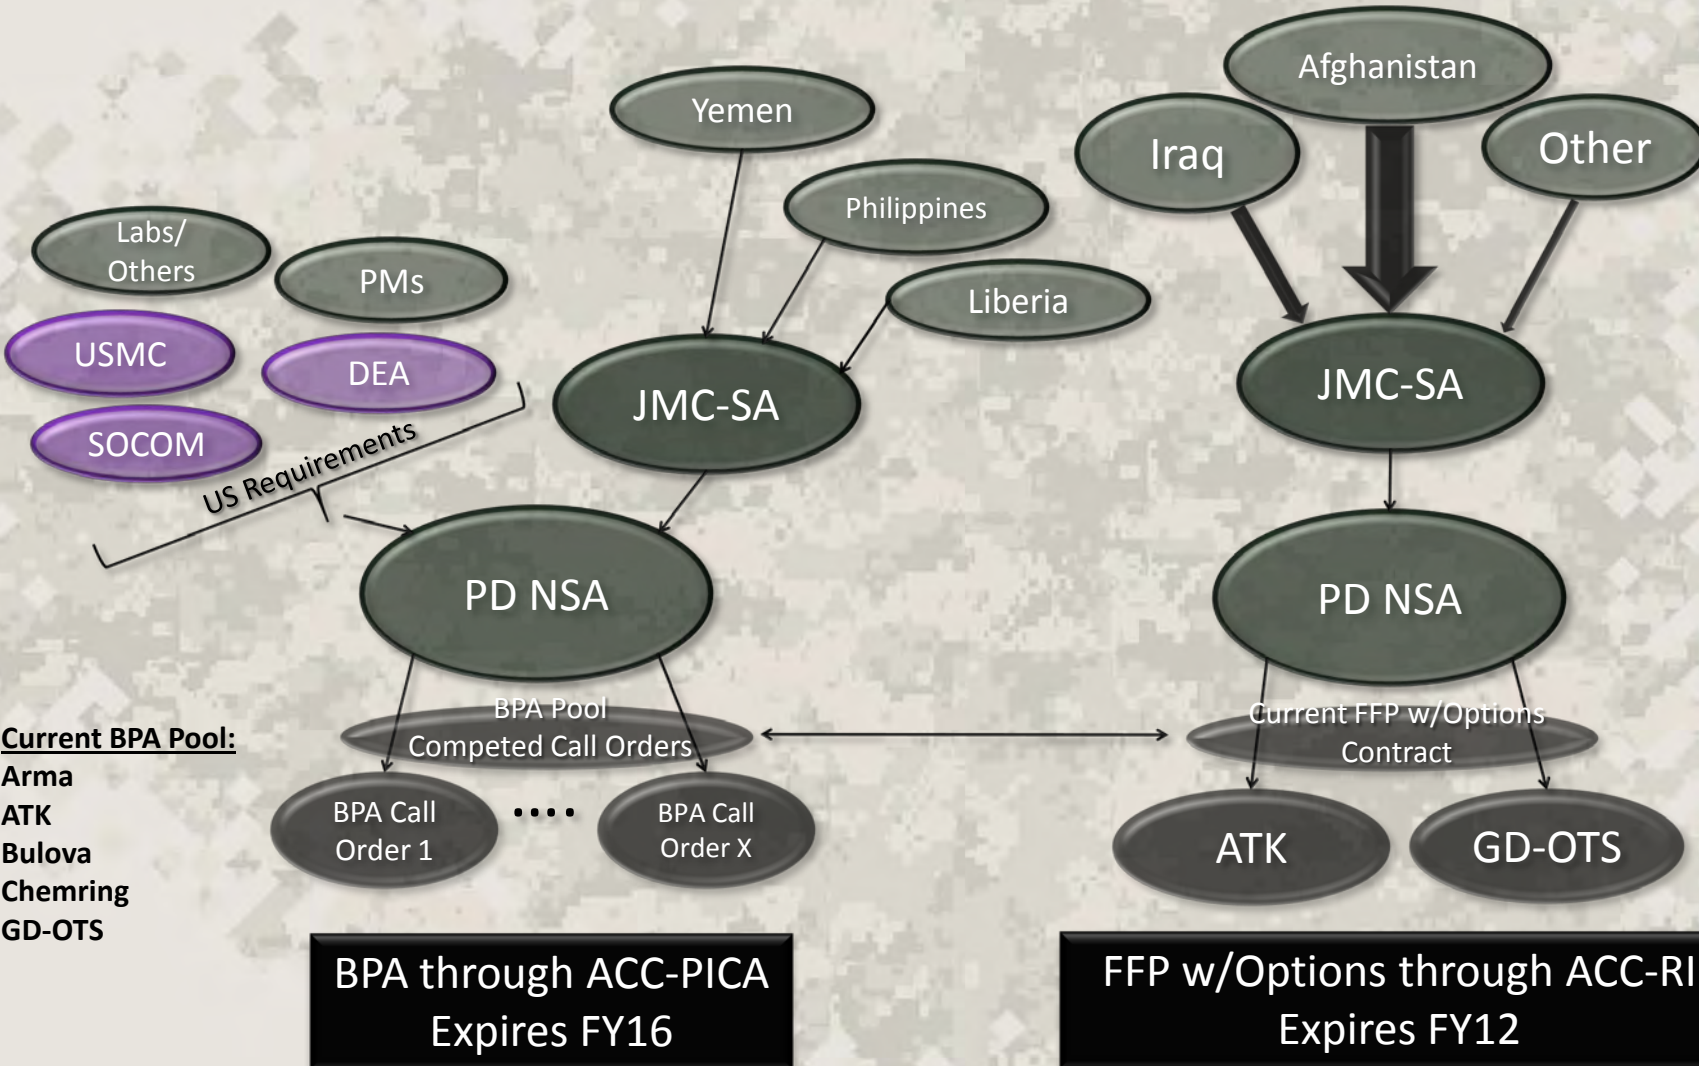 Afghanistan
Yemen
Iraq
Other
Philippines
Labs/
Others
PMs
Liberia
USMC
DEA
JMC-SA
JMC-SA
SOCOM
US Requirements
PD NSA
PD NSA
BPA Pool
Competed Call Orders
Current FFP w/Options
Contract
Current BPA Pool:
Arma
ATK
Bulova
Chemring
GD-OTS
BPA Call
Order 1
....
BPA Call
Order X
ATK
GD-OTS
BPA through ACC-PICA
Expires FY16
FFP w/Options through ACC-RI
Expires FY12